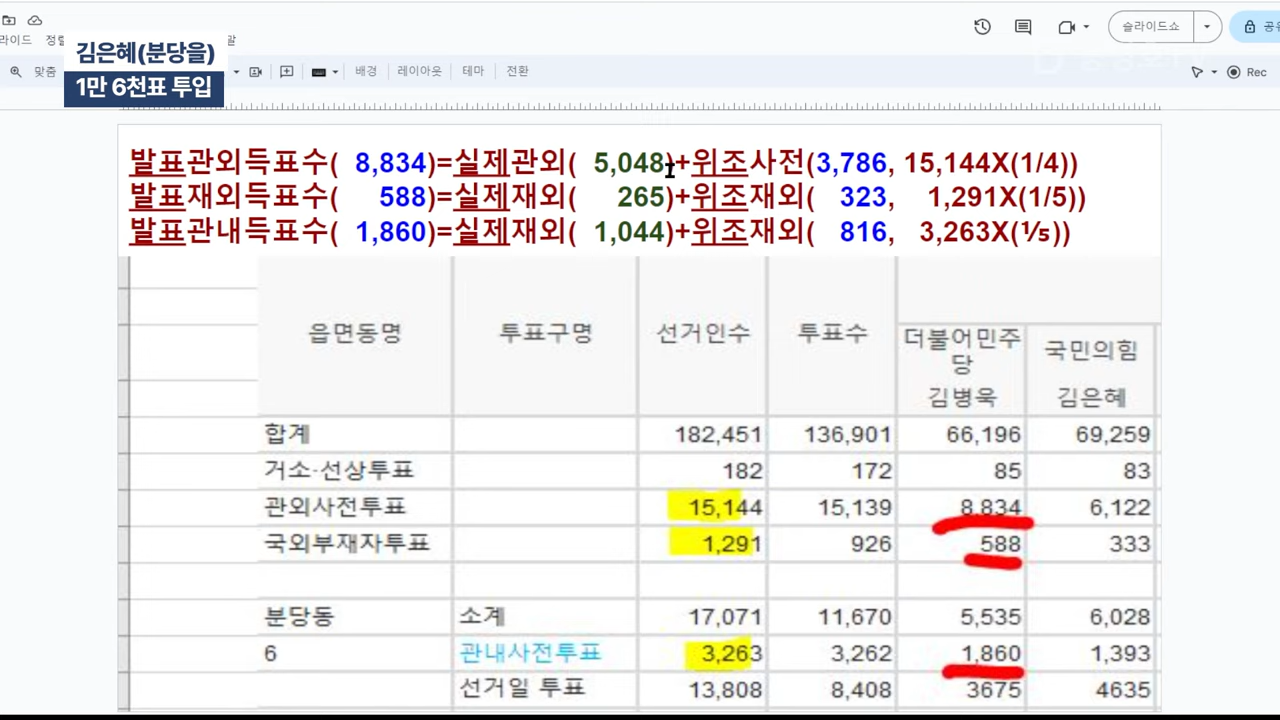 슬라이드쇼
공유
라이드
정렬
김은혜(분당을)
1만 6천표 투입
맞춤
배경
레이아웃
테마
전환
Rec
발표관외득표수( 8,834)=실제관외( 5,048)+위조사전(3,786, 15,144X(1/4))
발표재외득표수( 588)=실제재외( 265)+위조재외( 323, 1,291X(1/5))
발표관내득표수( 1,860)=실제재외( 1,044)+위조재외( 816, 3,263X(⅕))
읍면동명 투표구명 선거인수 투표수 더불어민주당 김병욱 국민의힘 김은혜
합계 182,451 136,901 66,196 69,259
거소·선상투표 182 172 85 83
관외사전투표 15,144 15,139 8,834 6,122
국외부재자투표 1,291 926 588 333
분당동 소계 17,071 11,670 5,535 6,028
6 관내사전투표 3,263 3,262 1,860 1,393
선거일 투표 13,808 8,408 3675 4635